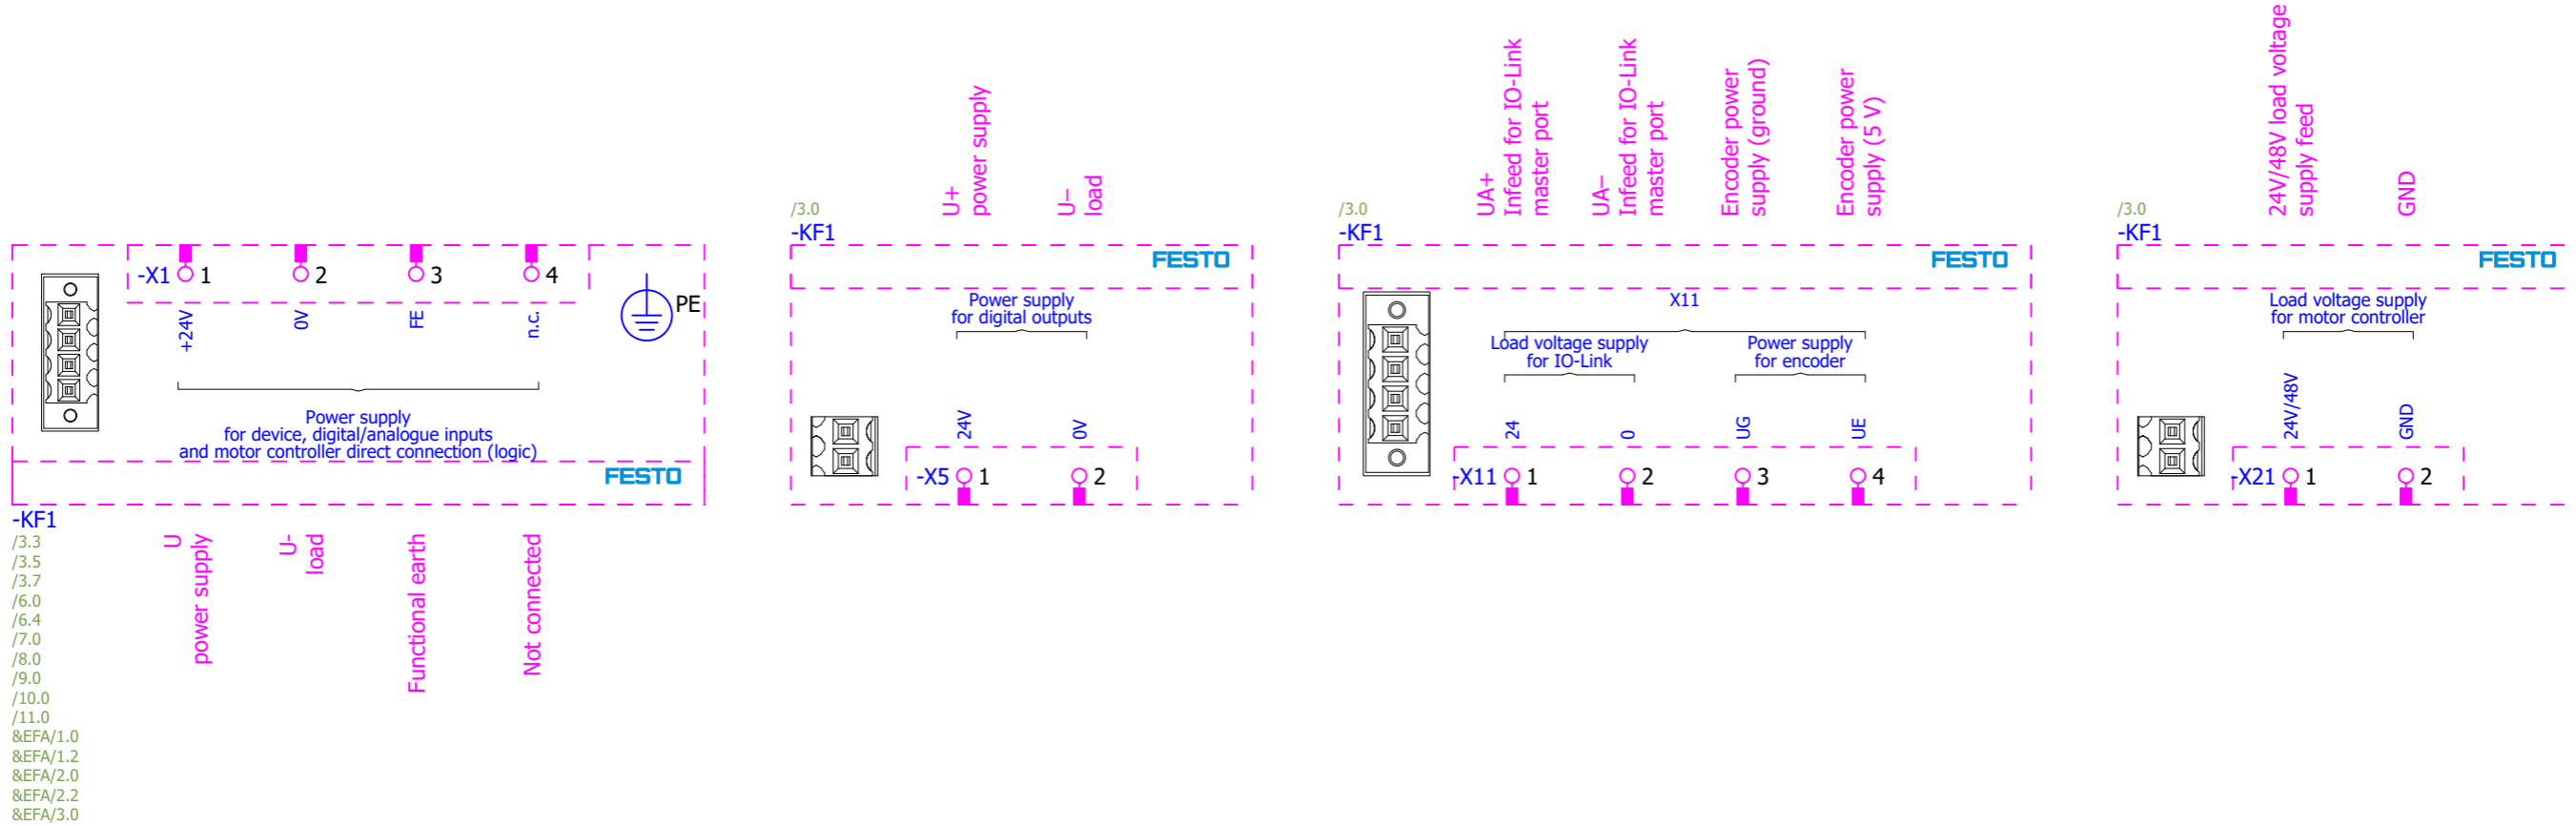 -X1
1
2
3
4
PE
+24V
0V
FE
n.c.
Power supply
for device, digital/analogue inputs
and motor controller direct connection (logic)
FESTO
-KF1
/3.3
/3.5
/3.7
/6.0
/6.4
/7.0
/8.0
/9.0
/10.0
/11.0
&EFA/1.0
&EFA/1.2
&EFA/2.0
&EFA/2.2
&EFA/3.0
U
power supply
U-
load
Functional earth
Not connected
U+
power supply
U–
load
/3.0
-KF1
FESTO
Power supply
for digital outputs
24V
0V
-X5
1
2
UA+
Infeed for IO-Link
master port
UA–
Infeed for IO-Link
master port
Encoder power
supply (ground)
Encoder power
supply (5 V)
/3.0
-KF1
FESTO
X11
Load voltage supply
for IO-Link
Power supply
for encoder
24
0
UG
UE
-X11
1
2
3
4
24V/48V load voltage
supply feed
GND
/3.0
-KF1
FESTO
Load voltage supply
for motor controller
24V/48V
GND
-X21
1
2